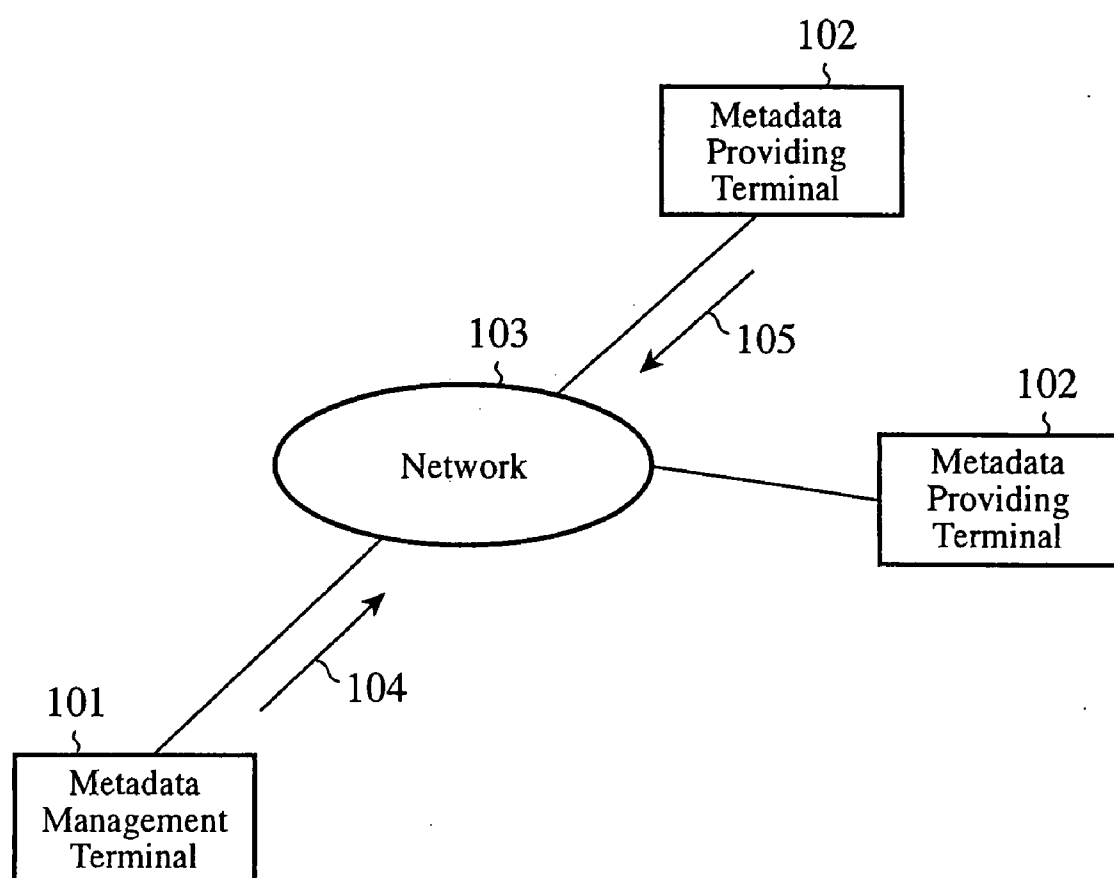 102
Metadata
Providing
Terminal
105
103
102
Network
Metadata
Providing
Terminal
104
101
Metadata
Management
Terminal